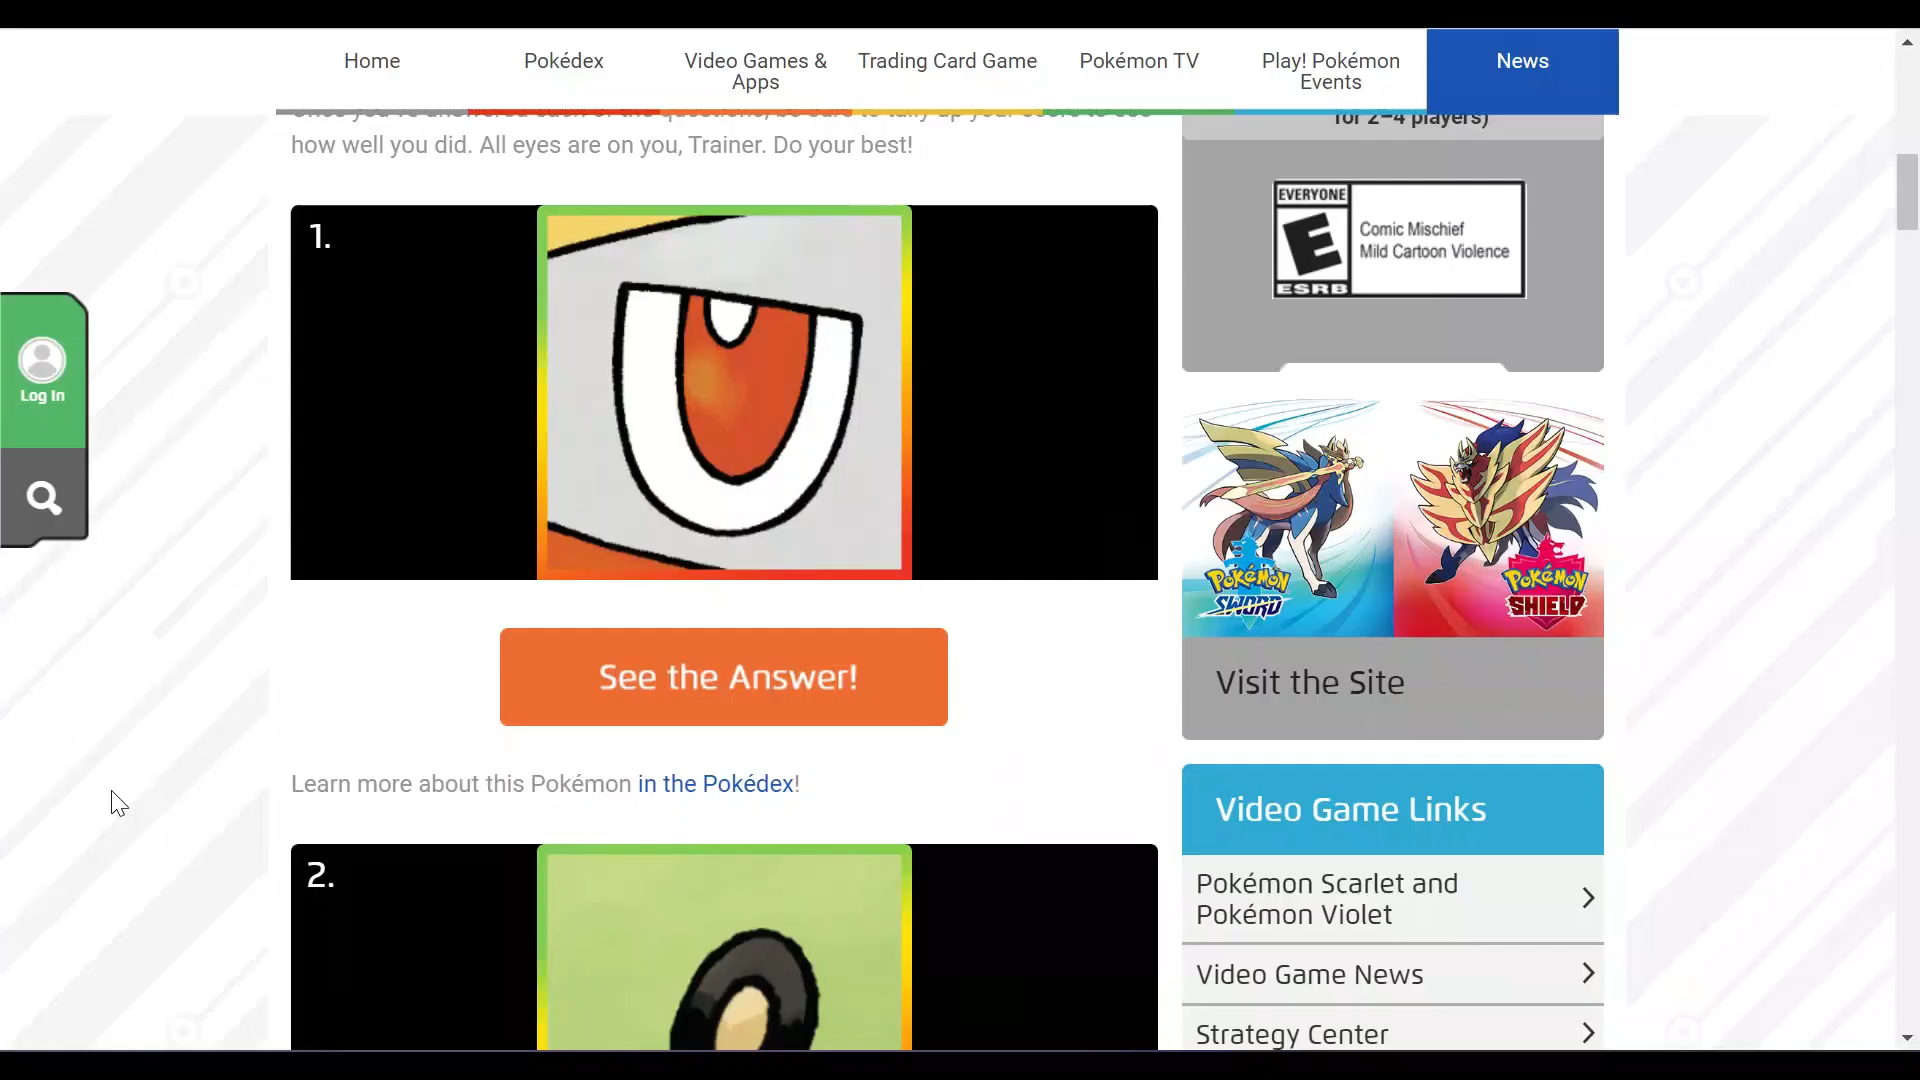 Home
Pokédex
Video Games &
Apps
Trading Card Game
Pokémon TV
Play! Pokémon
Events
News
how well you did. All eyes are on you, Trainer. Do your best!
1.
See the Answer!
Learn more about this Pokémon in the Pokédex!
2.
Log In
for 2–4 players)
EVERYONE
E
ESRB
Comic Mischief
Mild Cartoon Violence
POKéMON
SWORD
POKéMON
SHIELD
Visit the Site
Video Game Links
Pokémon Scarlet and
Pokémon Violet
Video Game News
Strategy Center